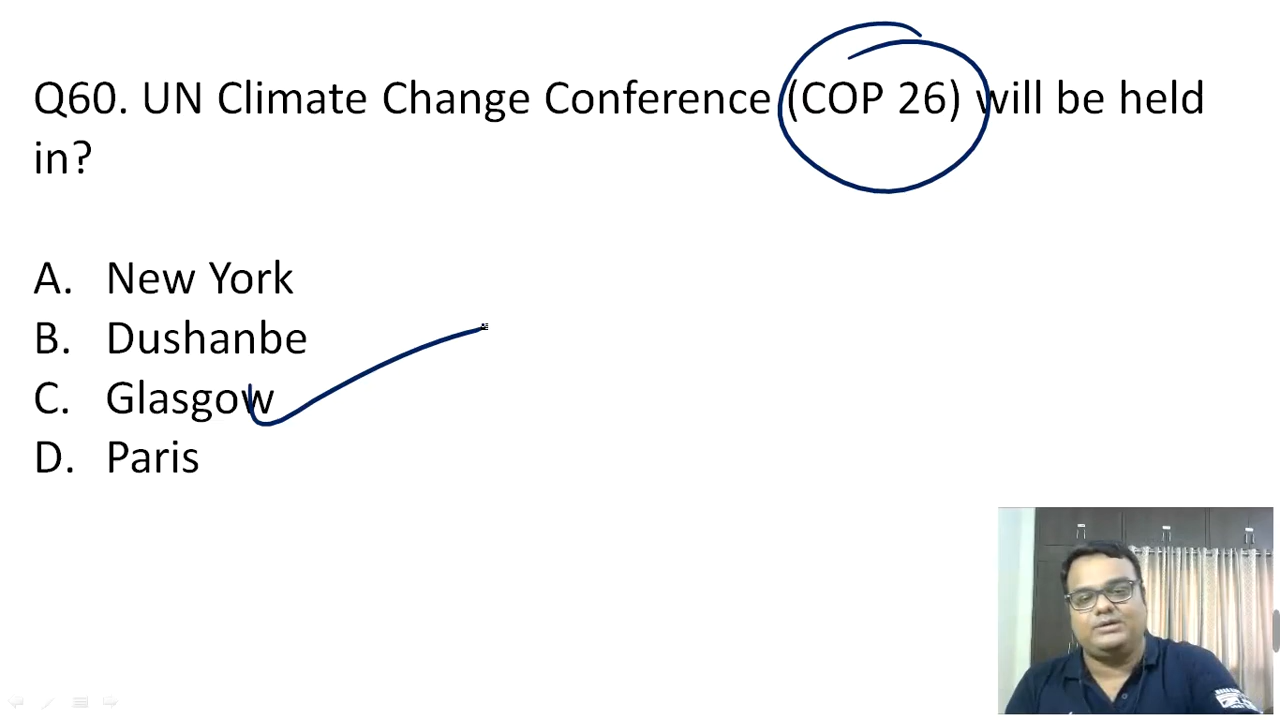 Q60. UN Climate Change Conference (COP 26) will be held
in?
A. New York
B. Dushanbe
C. Glasgow
D. Paris